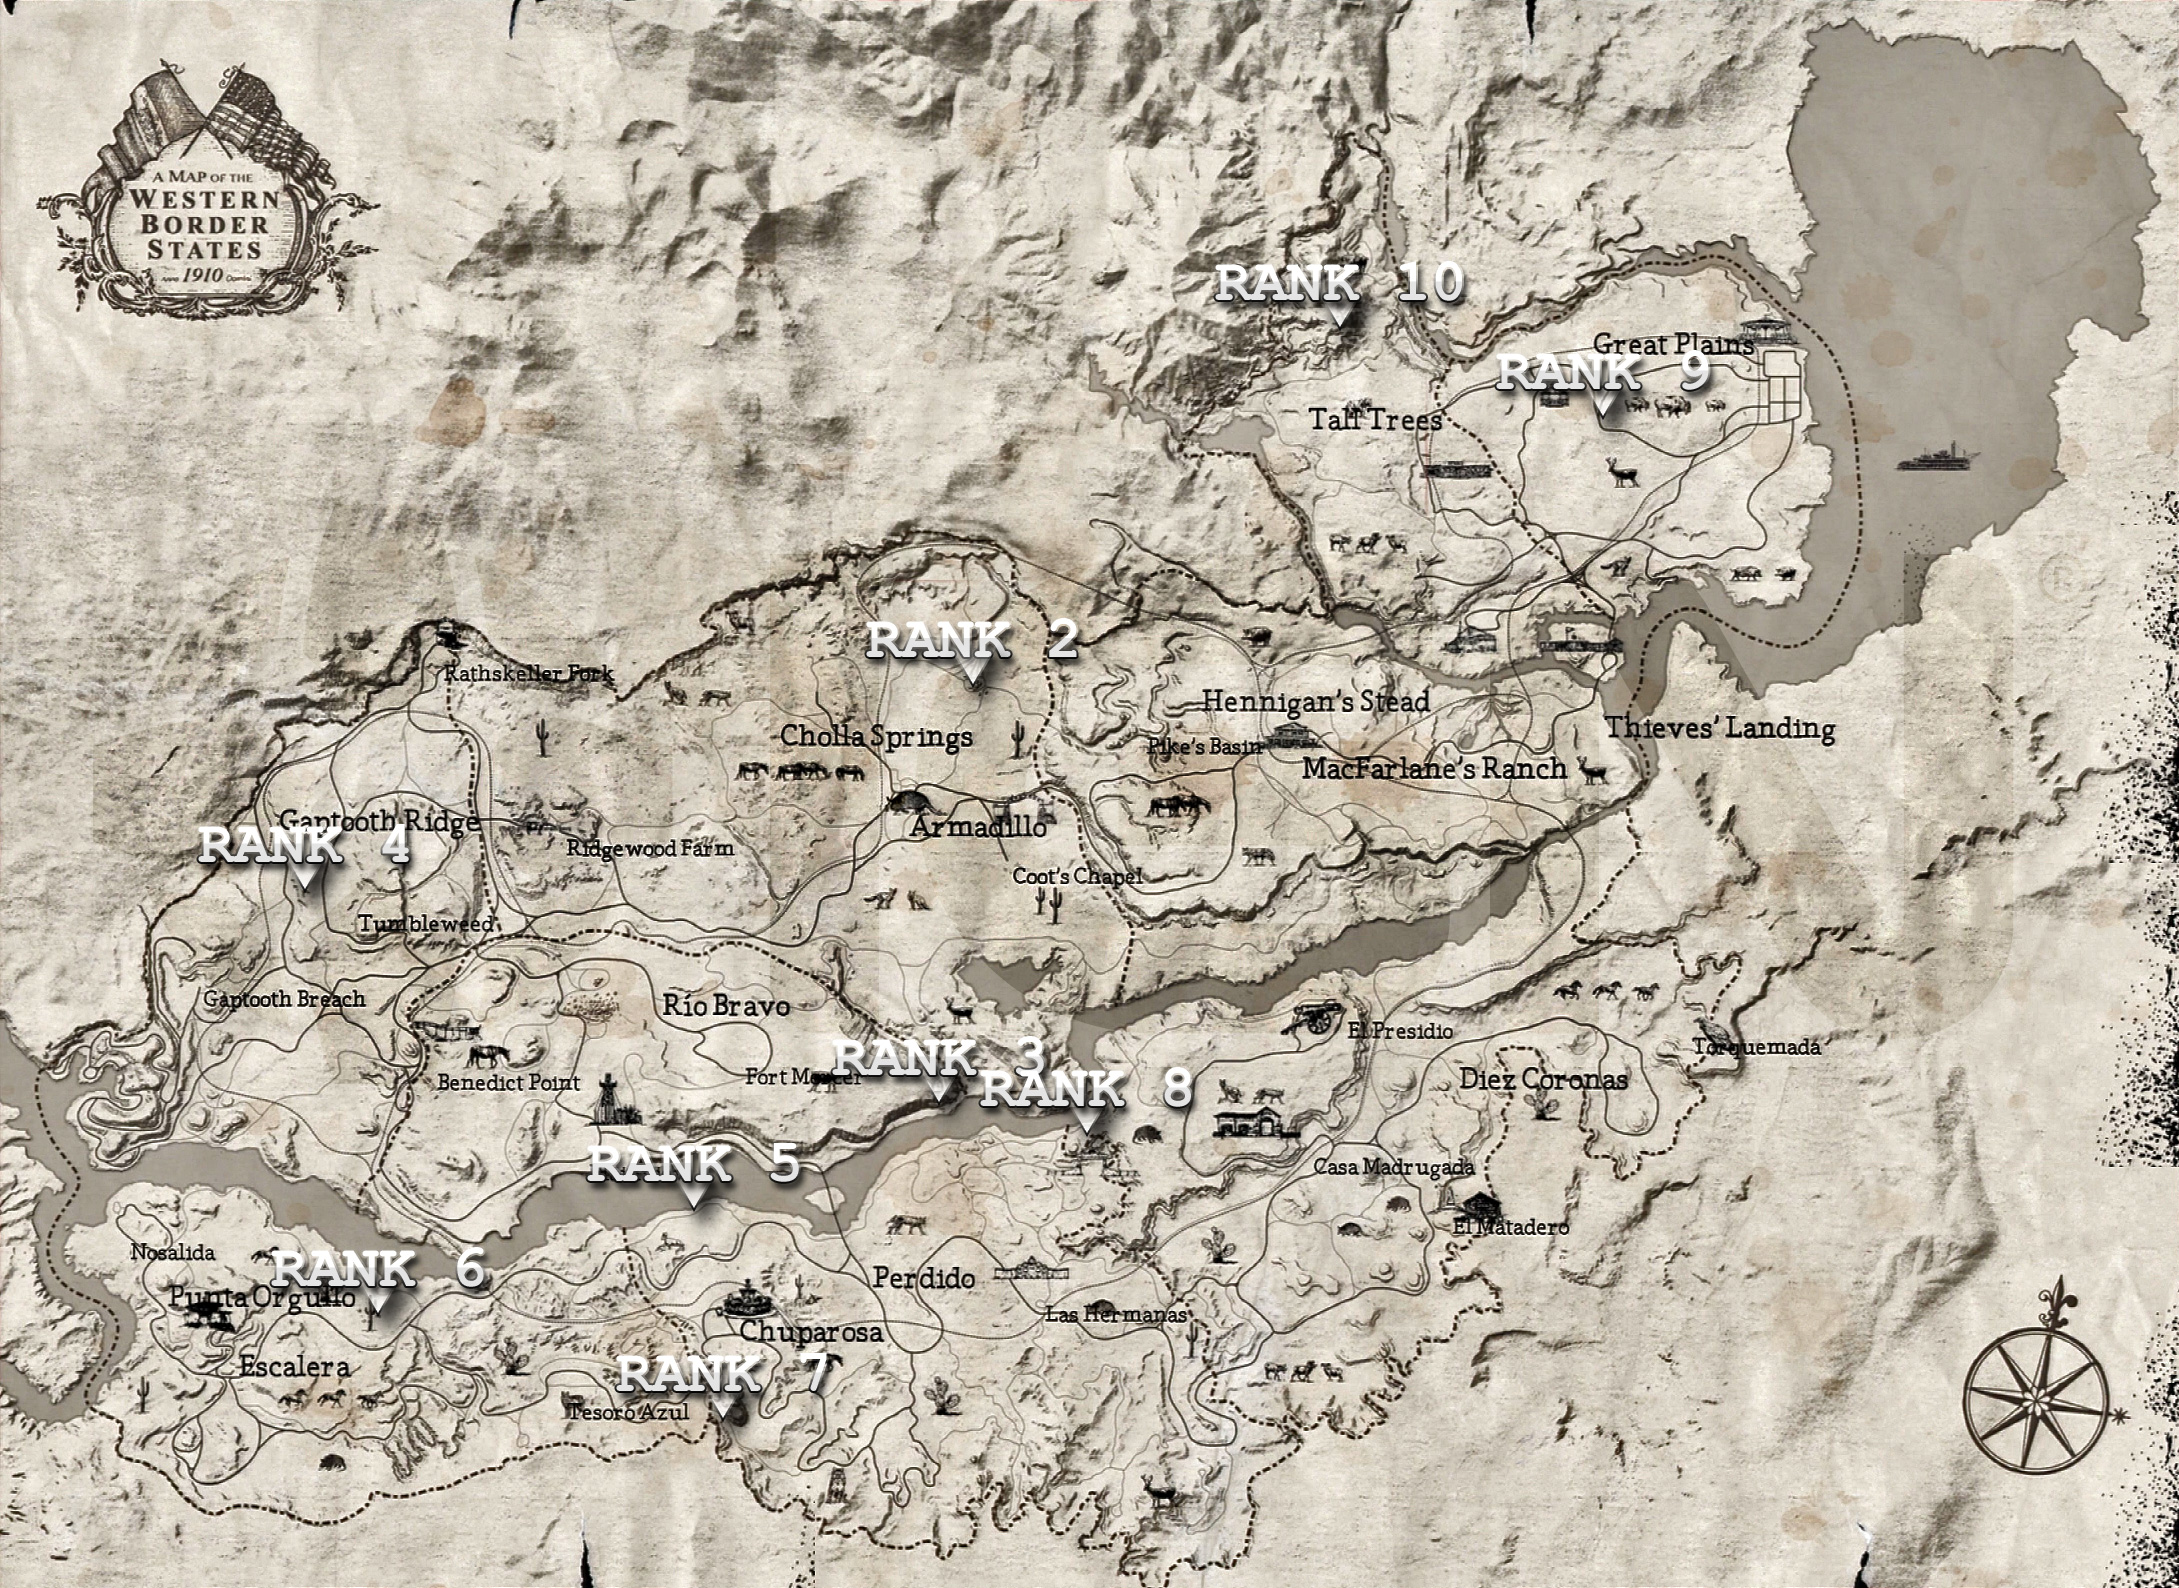 A MAP OF THE
WESTERN
BORDER
STATES
1910
RANK 10
Great Plains
RANK 9
Tall Trees
RANK 2
Rathskeller Fork
Hennigan's Stead
Thieves' Landing
Cholla Springs
Pike's Basin
MacFarlane's Ranch
Gaptooth Ridge
Armadillo
RANK 4
Ridgewood Farm
Coot's Chapel
Tumbleweed
Gaptooth Breach
Río Bravo
El Presidio
Torquemada
RANK 3
Benedict Point
Fort Mercer
RANK 8
Diez Coronas
RANK 5
Casa Madrugada
El Matadero
Nosalida
RANK 6
Punta Orgullo
Perdido
Las Hermanas
Chuparosa
Escalera
RANK 7
Tesoro Azul